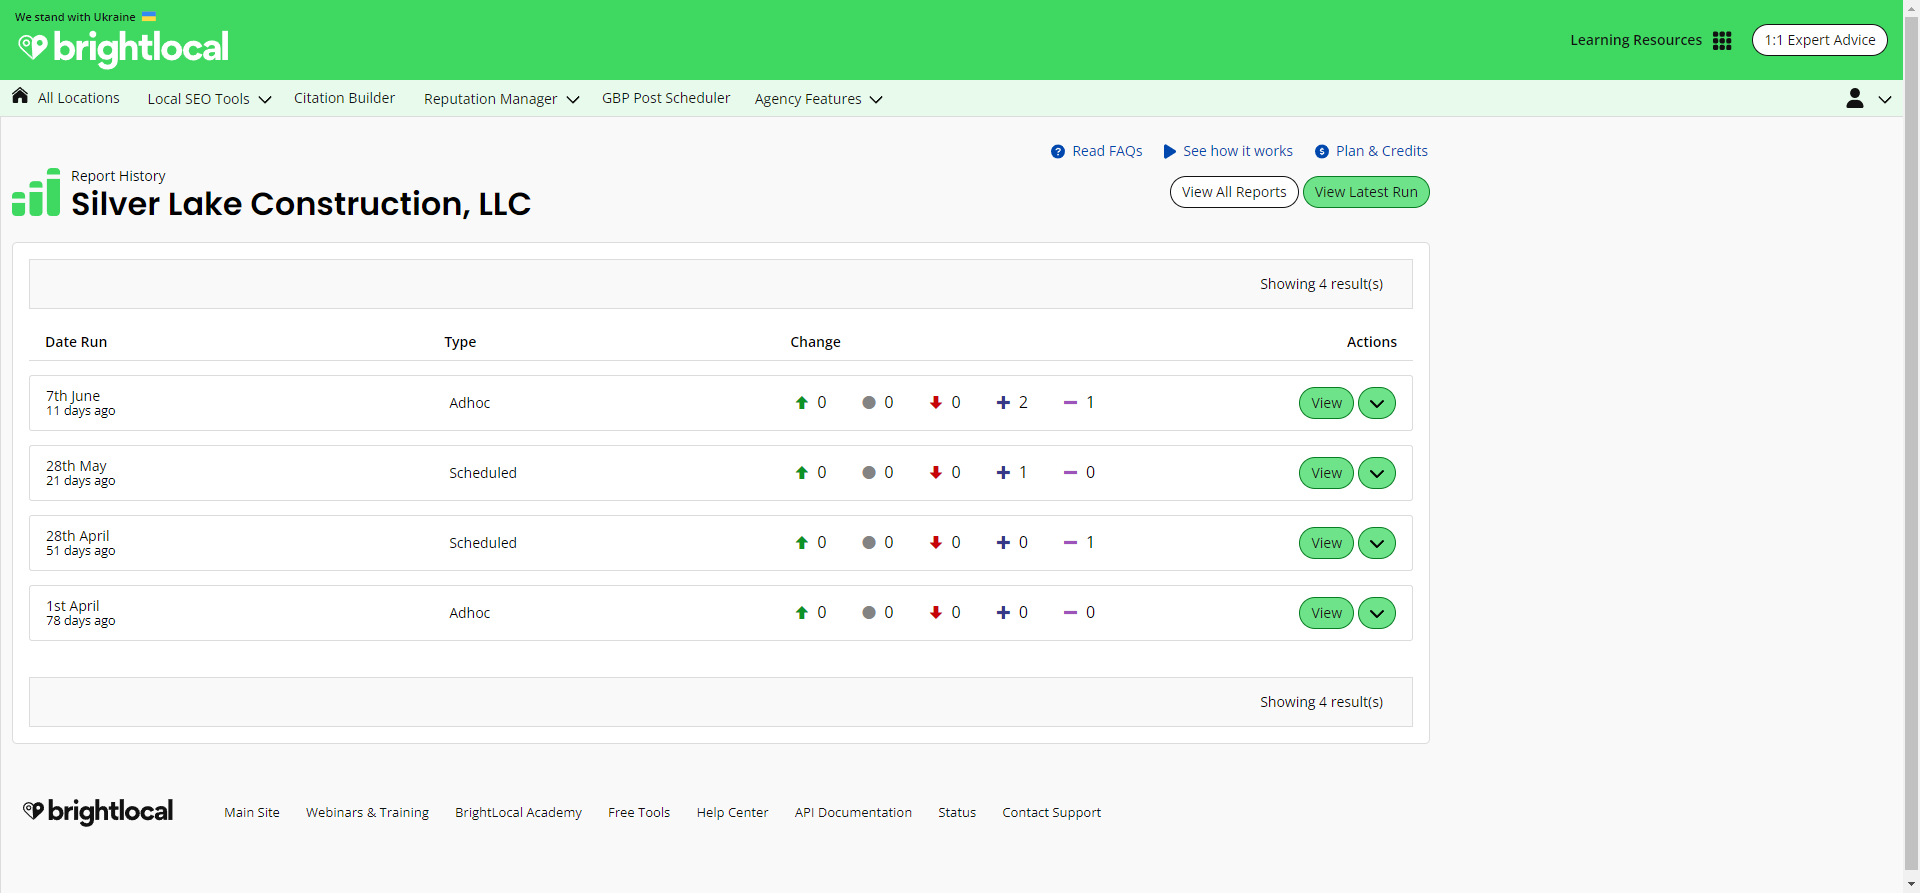 We stand with Ukraine
brightlocal
Learning Resources
1:1 Expert Advice
All Locations
Local SEO Tools
Citation Builder
Reputation Manager
GBP Post Scheduler
Agency Features
Read FAQs
See how it works
Plan & Credits
Report History
Silver Lake Construction, LLC
View All Reports
View Latest Run
Showing 4 result(s)
Date Run Type Change Actions
7th June
11 days ago
Adhoc 0 0 0 2 1 View
28th May
21 days ago
Scheduled 0 0 0 1 0 View
28th April
51 days ago
Scheduled 0 0 0 0 1 View
1st April
78 days ago
Adhoc 0 0 0 0 0 View
Showing 4 result(s)
brightlocal
Main Site
Webinars & Training
BrightLocal Academy
Free Tools
Help Center
API Documentation
Status
Contact Support